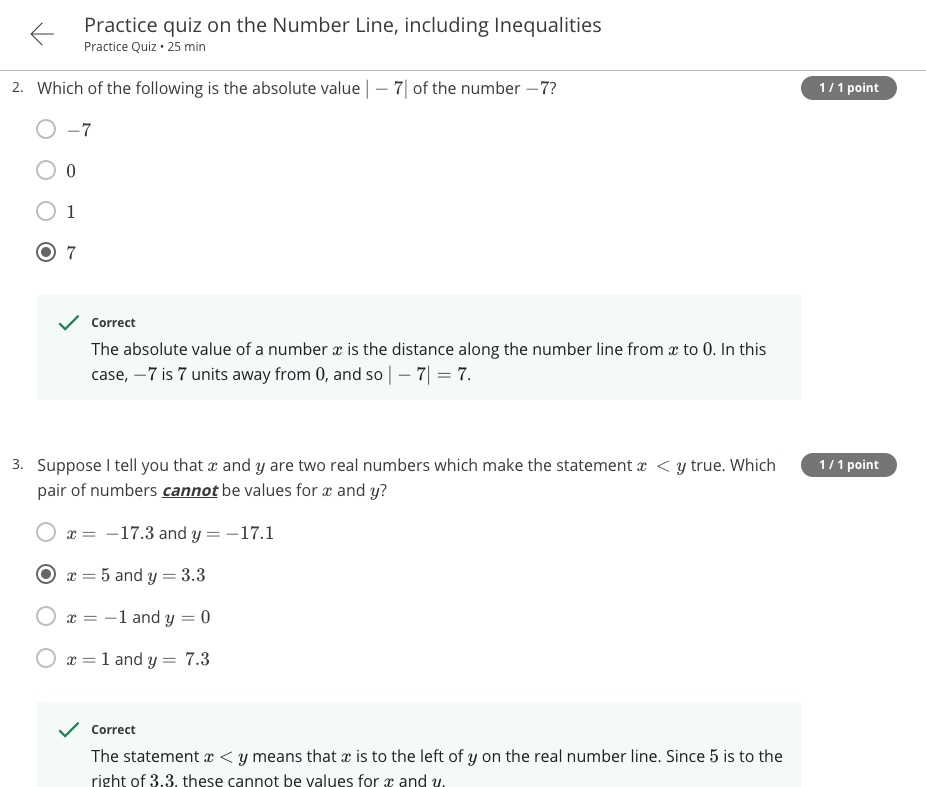 Practice quiz on the Number Line, including Inequalities
Practice Quiz • 25 min
2. Which of the following is the absolute value | − 7| of the number −7?
1 / 1 point
−7
0
1
7
Correct
The absolute value of a number x is the distance along the number line from x to 0. In this
case, −7 is 7 units away from 0, and so | − 7| = 7.
3. Suppose I tell you that x and y are two real numbers which make the statement x < y true. Which
pair of numbers cannot be values for x and y?
1 / 1 point
x = −17.3 and y = −17.1
x = 5 and y = 3.3
x = −1 and y = 0
x = 1 and y = 7.3
Correct
The statement x < y means that x is to the left of y on the real number line. Since 5 is to the
right of 3.3, these cannot be values for x and y.